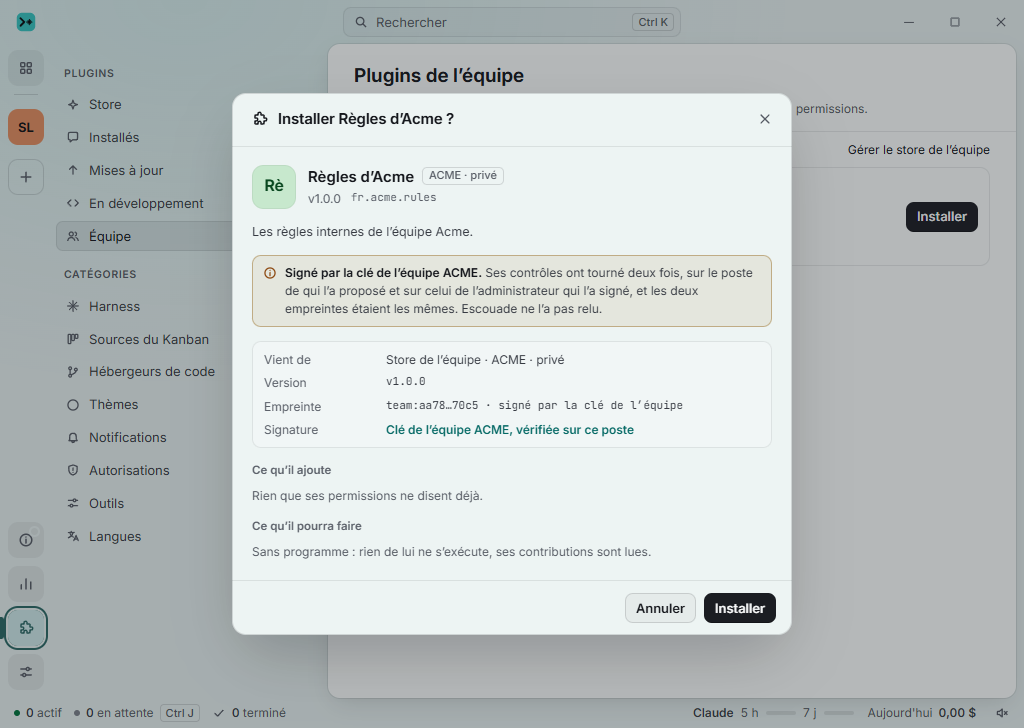 Rechercher
Ctrl K
SL
PLUGINS
Store
Installés
Mises à jour
En développement
Équipe
CATÉGORIES
Harness
Sources du Kanban
Hébergeurs de code
Thèmes
Notifications
Autorisations
Outils
Langues
Plugins de l’équipe
permissions.
Gérer le store de l’équipe
Installer
Installer Règles d’Acme ?
Rè
Règles d’Acme
ACME · privé
v1.0.0 fr.acme.rules
Les règles internes de l’équipe Acme.
Signé par la clé de l’équipe ACME. Ses contrôles ont tourné deux fois, sur le poste
de qui l’a proposé et sur celui de l’administrateur qui l’a signé, et les deux
empreintes étaient les mêmes. Escouade ne l’a pas relu.
Vient de Store de l’équipe · ACME · privé
Version v1.0.0
Empreinte team:aa78…70c5 · signé par la clé de l’équipe
Signature Clé de l’équipe ACME, vérifiée sur ce poste
Ce qu’il ajoute
Rien que ses permissions ne disent déjà.
Ce qu’il pourra faire
Sans programme : rien de lui ne s’exécute, ses contributions sont lues.
Annuler
Installer
0 actif 0 en attente Ctrl J 0 terminé
Claude 5 h 7 j Aujourd’hui 0,00 $